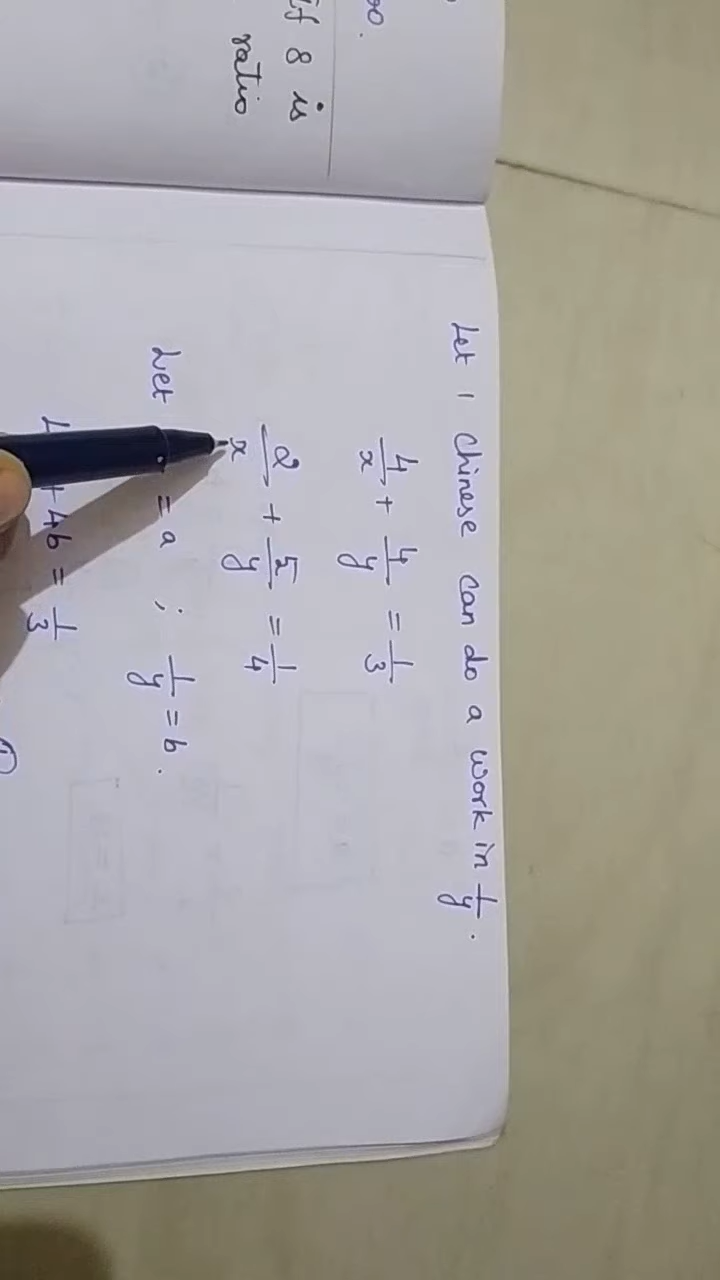 00.
If 8 is
ratio
Let 1 chinese can do a work in 1/y.
4/x + 4/y = 1/3
2/x + 5/y = 1/4
Let = a ; 1/y = b.
+ 4b = 1/3
1